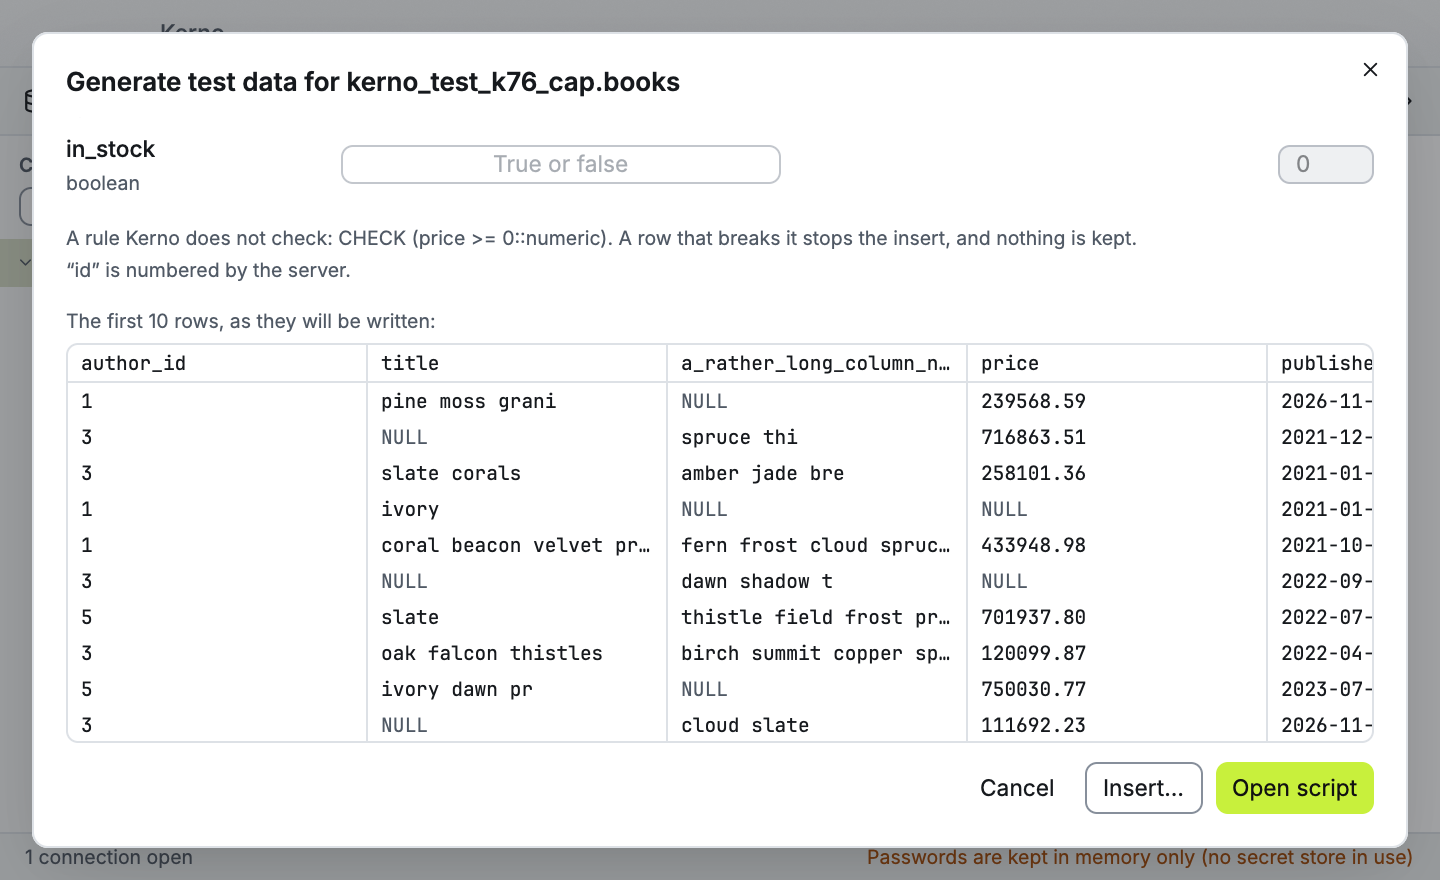 Generate test data for kerno_test_k76_cap.books
in_stock
boolean
True or false
0
A rule Kerno does not check: CHECK (price >= 0::numeric). A row that breaks it stops the insert, and nothing is kept.
“id” is numbered by the server.
The first 10 rows, as they will be written:
author_id title a_rather_long_column_n… price publishe
1 pine moss grani NULL 239568.59 2026-11-
3 NULL spruce thi 716863.51 2021-12-
3 slate corals amber jade bre 258101.36 2021-01-
1 ivory NULL NULL 2021-01-
1 coral beacon velvet pr… fern frost cloud spruc… 433948.98 2021-10-
3 NULL dawn shadow t NULL 2022-09-
5 slate thistle field frost pr… 701937.80 2022-07-
3 oak falcon thistles birch summit copper sp… 120099.87 2022-04-
5 ivory dawn pr NULL 750030.77 2023-07-
3 NULL cloud slate 111692.23 2026-11-
Cancel Insert... Open script
1 connection open Passwords are kept in memory only (no secret store in use)